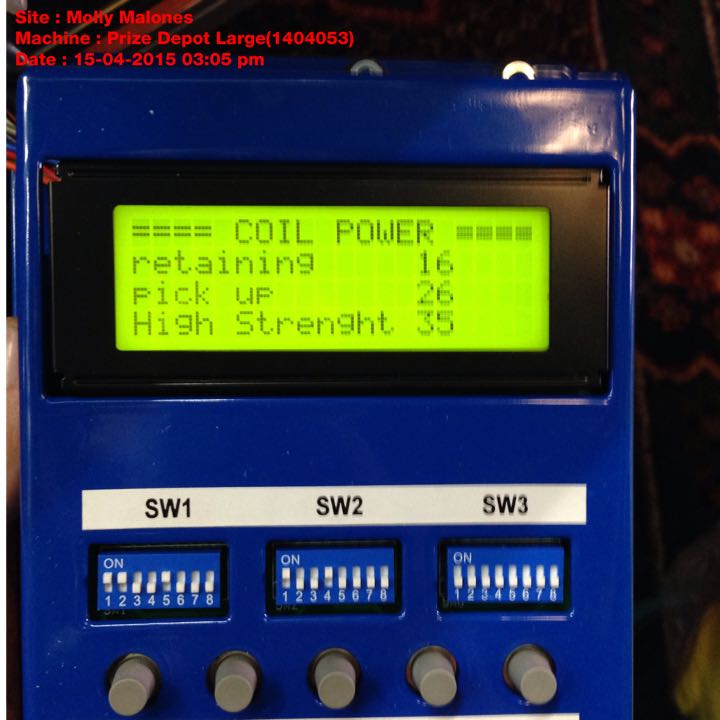 Site : Molly Malones
Machine : Prize Depot Large(1404053)
Date : 15-04-2015 03:05 pm
==== COIL POWER ====
retaining 16
pick up 26
High Strenght 35
SW1 SW2 SW3
ON ON ON
1 2 3 4 5 6 7 8 1 2 3 4 5 6 7 8 1 2 3 4 5 6 7 8